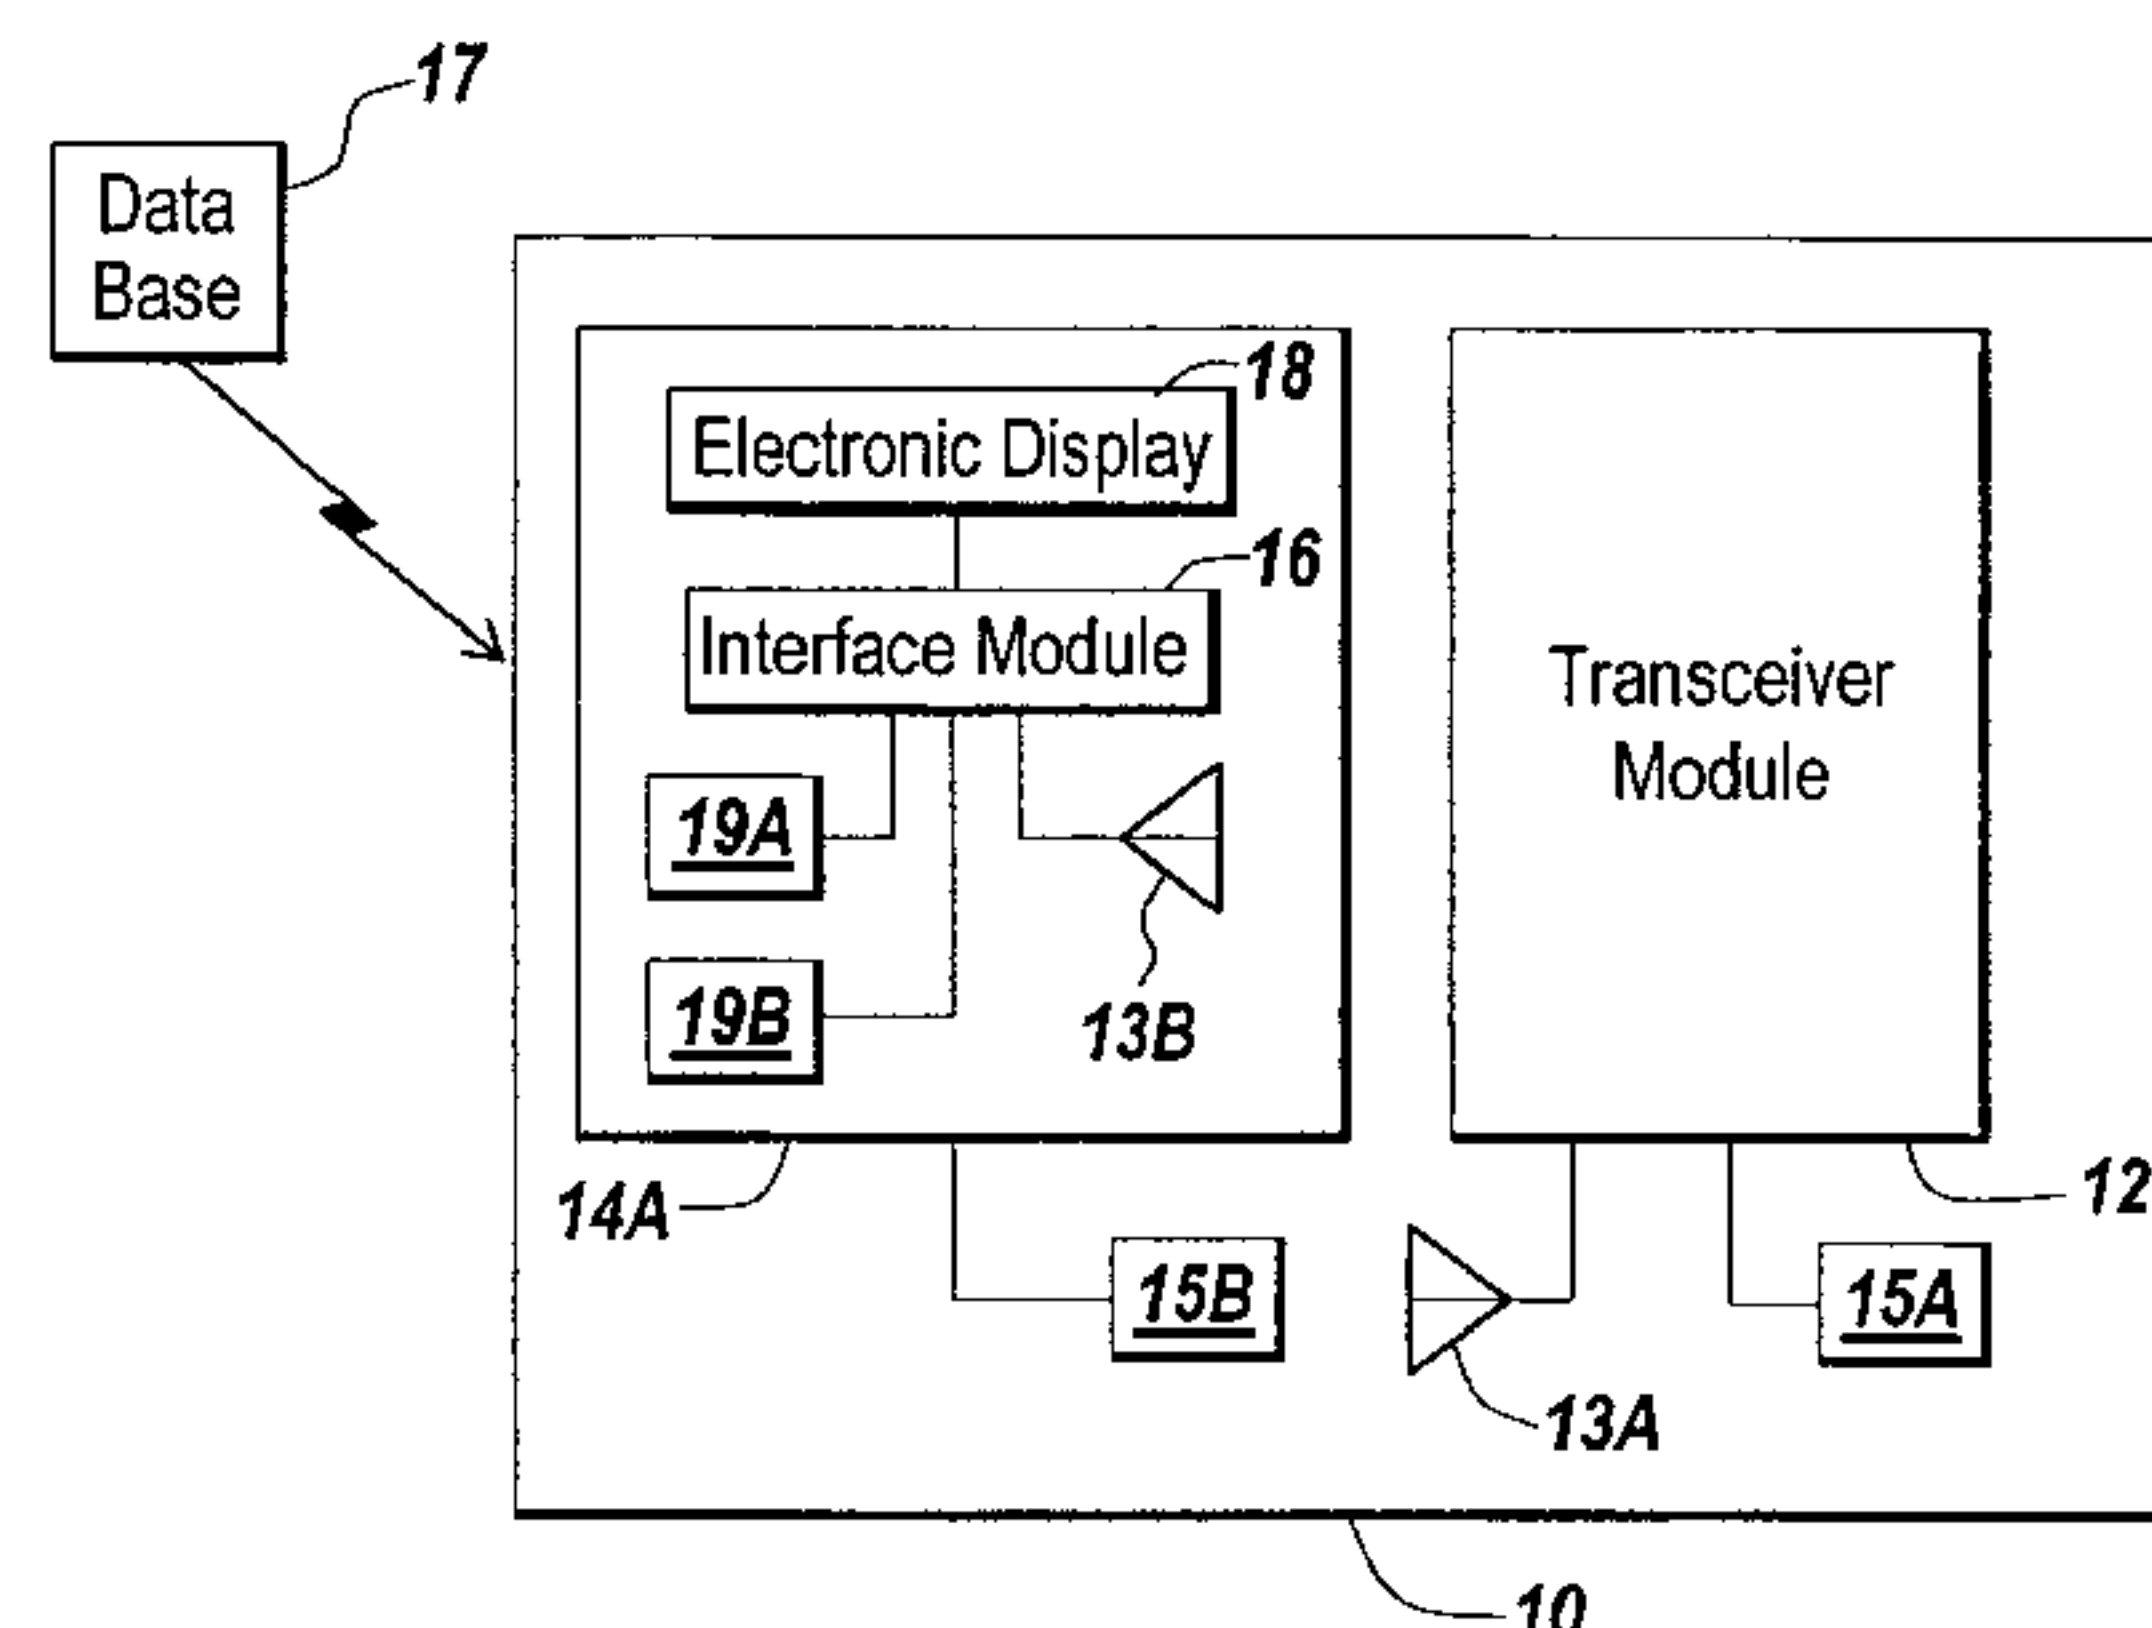 17
Data
Base
18
Electronic Display
16
Interface Module
Transceiver
Module
19A
19B
13B
14A
12
15B
15A
13A
10